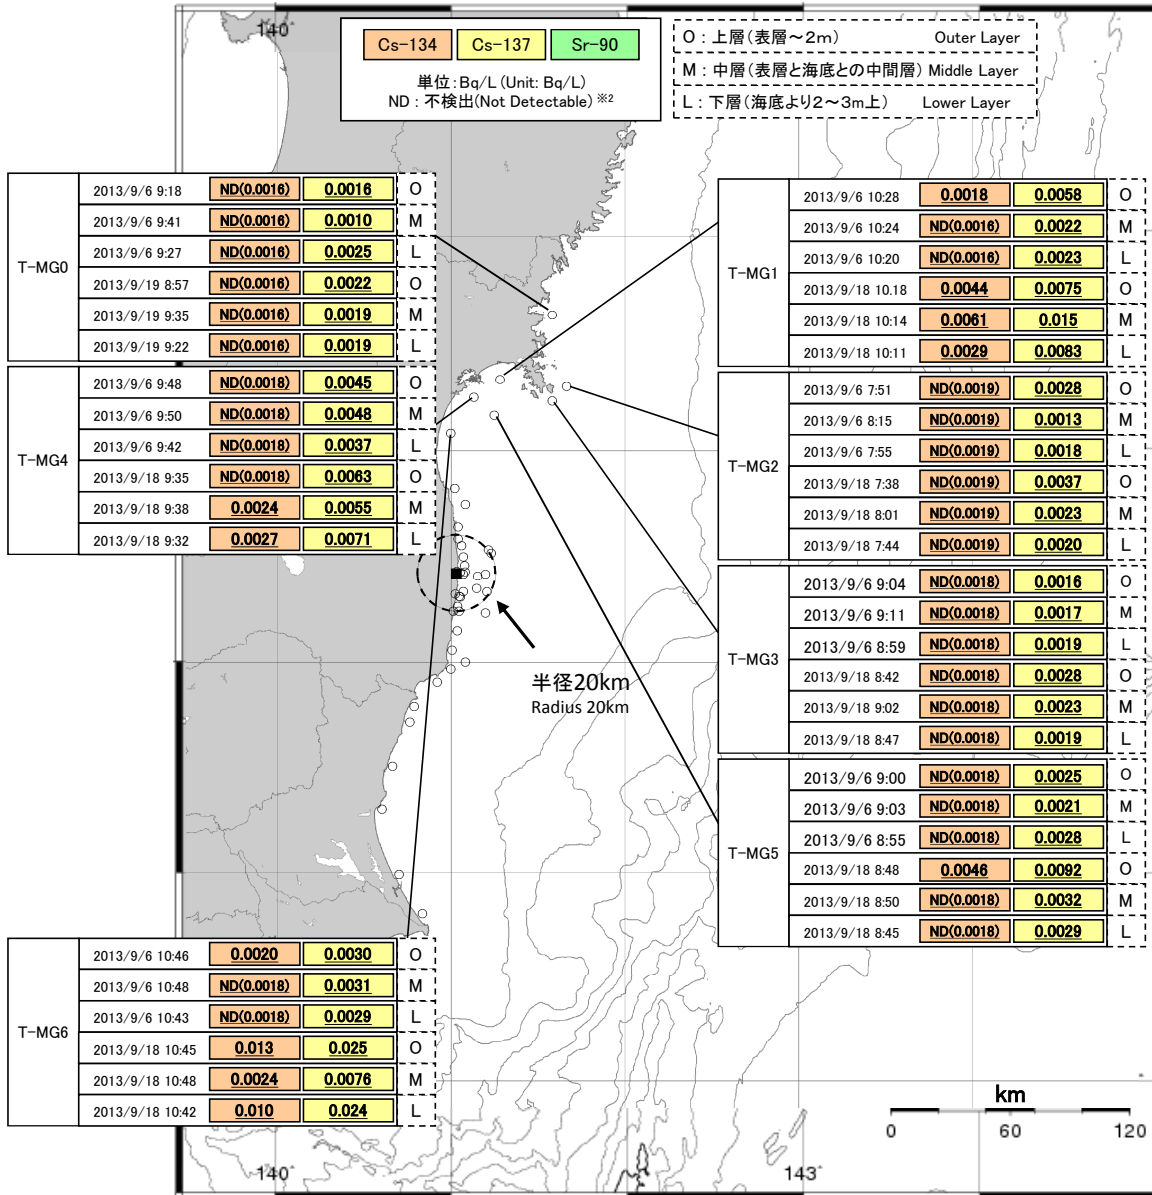 140°
Cs-134 Cs-137 Sr-90
単位:Bq/L (Unit: Bq/L)
ND : 不検出(Not Detectable) ※2
O : 上層(表層～2m) Outer Layer
M : 中層(表層と海底との中間層) Middle Layer
L : 下層(海底より2～3m上) Lower Layer
T-MG0
2013/9/6 9:18 ND(0.0016) 0.0016 O
2013/9/6 9:41 ND(0.0016) 0.0010 M
2013/9/6 9:27 ND(0.0016) 0.0025 L
2013/9/19 8:57 ND(0.0016) 0.0022 O
2013/9/19 9:35 ND(0.0016) 0.0019 M
2013/9/19 9:22 ND(0.0016) 0.0019 L
T-MG4
2013/9/6 9:48 ND(0.0018) 0.0045 O
2013/9/6 9:50 ND(0.0018) 0.0048 M
2013/9/6 9:42 ND(0.0018) 0.0037 L
2013/9/18 9:35 ND(0.0018) 0.0063 O
2013/9/18 9:38 0.0024 0.0055 M
2013/9/18 9:32 0.0027 0.0071 L
T-MG1
2013/9/6 10:28 0.0018 0.0058 O
2013/9/6 10:24 ND(0.0016) 0.0022 M
2013/9/6 10:20 ND(0.0016) 0.0023 L
2013/9/18 10.18 0.0044 0.0075 O
2013/9/18 10:14 0.0061 0.015 M
2013/9/18 10:11 0.0029 0.0083 L
T-MG2
2013/9/6 7:51 ND(0.0019) 0.0028 O
2013/9/6 8:15 ND(0.0019) 0.0013 M
2013/9/6 7:55 ND(0.0019) 0.0018 L
2013/9/18 7:38 ND(0.0019) 0.0037 O
2013/9/18 8:01 ND(0.0019) 0.0023 M
2013/9/18 7:44 ND(0.0019) 0.0020 L
T-MG3
2013/9/6 9:04 ND(0.0018) 0.0016 O
2013/9/6 9:11 ND(0.0018) 0.0017 M
2013/9/6 8:59 ND(0.0018) 0.0019 L
2013/9/18 8:42 ND(0.0018) 0.0028 O
2013/9/18 9:02 ND(0.0018) 0.0023 M
2013/9/18 8:47 ND(0.0018) 0.0019 L
半径20km
Radius 20km
T-MG5
2013/9/6 9:00 ND(0.0018) 0.0025 O
2013/9/6 9:03 ND(0.0018) 0.0021 M
2013/9/6 8:55 ND(0.0018) 0.0028 L
2013/9/18 8:48 0.0046 0.0092 O
2013/9/18 8:50 ND(0.0018) 0.0032 M
2013/9/18 8:45 ND(0.0018) 0.0029 L
T-MG6
2013/9/6 10:46 0.0020 0.0030 O
2013/9/6 10:48 ND(0.0018) 0.0031 M
2013/9/6 10:43 ND(0.0018) 0.0029 L
2013/9/18 10:45 0.013 0.025 O
2013/9/18 10:48 0.0024 0.0076 M
2013/9/18 10:42 0.010 0.024 L
km
0 60 120
140° 143°